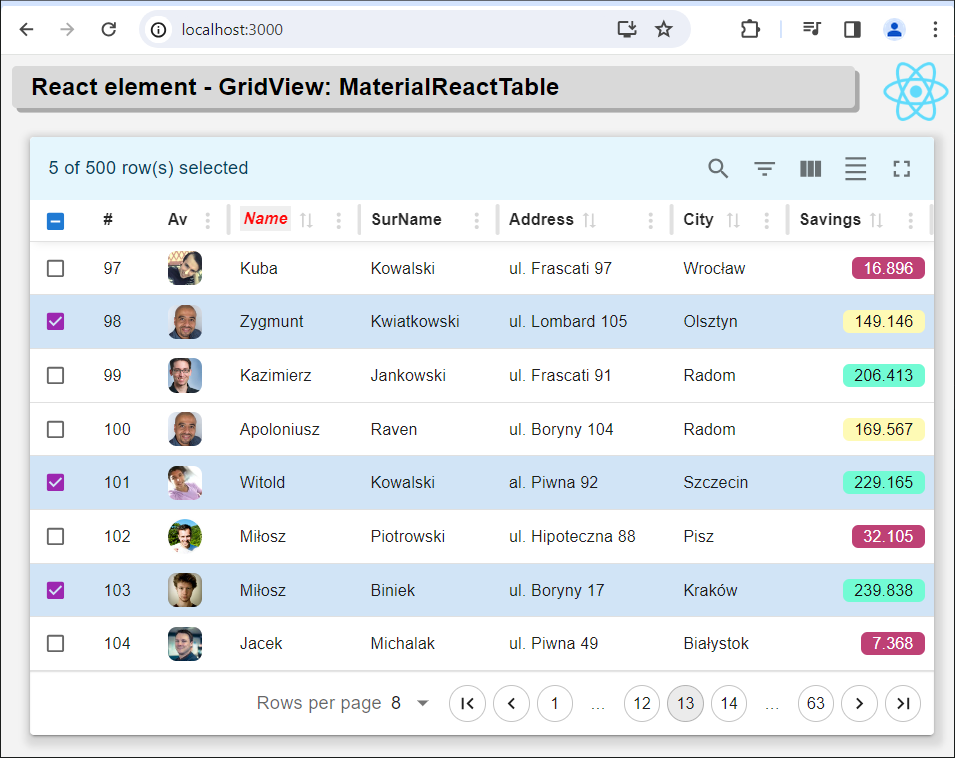 localhost:3000
React element - GridView: MaterialReactTable
5 of 500 row(s) selected
# Av Name SurName Address City Savings
97 Kuba Kowalski ul. Frascati 97 Wrocław 16.896
98 Zygmunt Kwiatkowski ul. Lombard 105 Olsztyn 149.146
99 Kazimierz Jankowski ul. Frascati 91 Radom 206.413
100 Apoloniusz Raven ul. Boryny 104 Radom 169.567
101 Witold Kowalski al. Piwna 92 Szczecin 229.165
102 Miłosz Piotrowski ul. Hipoteczna 88 Pisz 32.105
103 Miłosz Biniek ul. Boryny 17 Kraków 239.838
104 Jacek Michalak ul. Piwna 49 Białystok 7.368
Rows per page 8 1 ... 12 13 14 ... 63